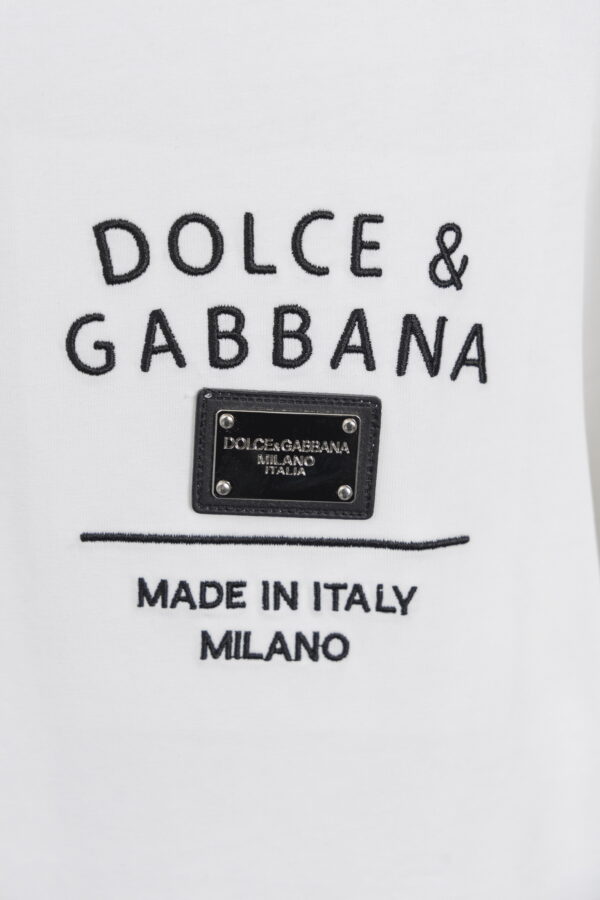 DOLCE &
GABBANA
DOLCE&GABBANA
MILANO
ITALIA
MADE IN ITALY
MILANO